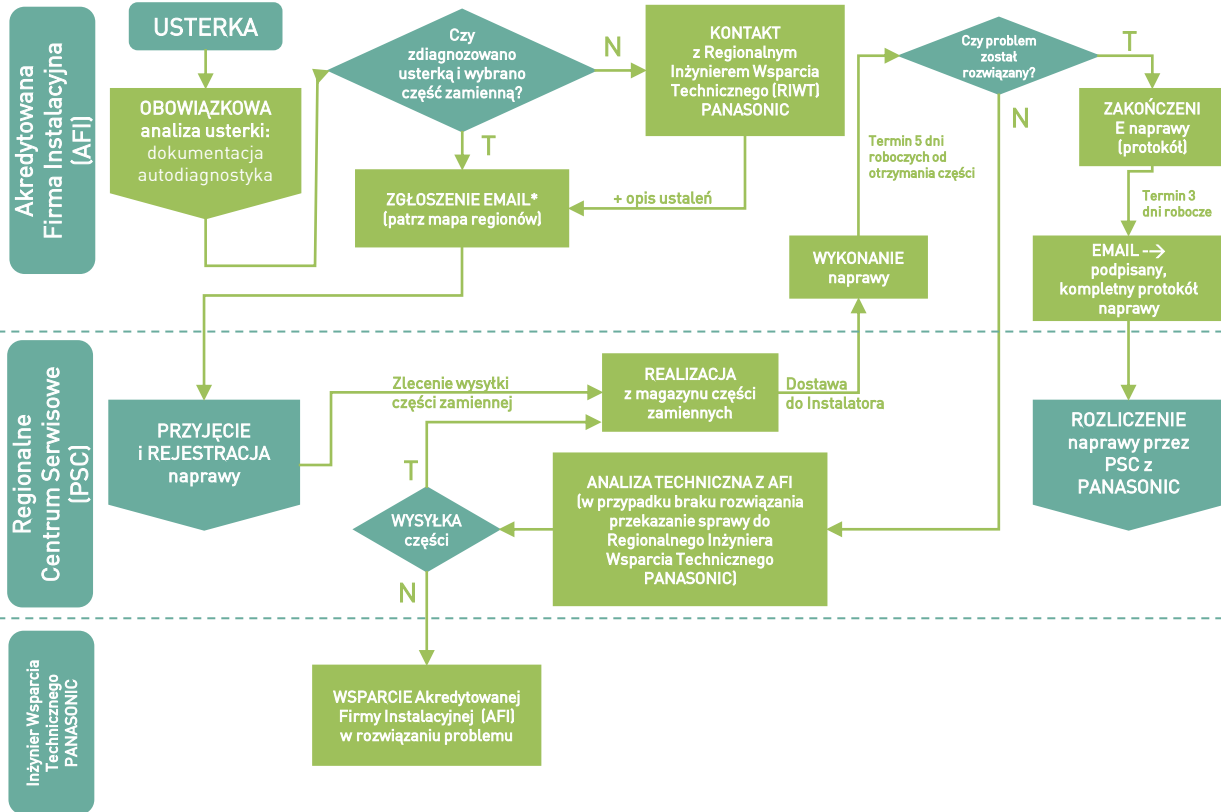 Akredytowana
Firma Instalacyjna
(AFI)
USTERKA
OBOWIĄZKOWA
analiza usterki:
dokumentacja
autodiagnostyka
Czy
zdiagnozowano
usterką i wybrano
część zamienną?
N
T
KONTAKT
z Regionalnym
Inżynierem Wsparcia
Technicznego (RIWT)
PANASONIC
ZGŁOSZENIE EMAIL*
(patrz mapa regionów)
+ opis ustaleń
Termin 5 dni
roboczych od
otrzymania części
WYKONANIE
naprawy
Czy problem
został
rozwiązany?
T
N
ZAKOŃCZENI
E naprawy
(protokół)
Termin 3
dni robocze
EMAIL -->
podpisany,
kompletny protokół
naprawy
Regionalne
Centrum Serwisowe
(PSC)
PRZYJĘCIE
i REJESTRACJA
naprawy
Zlecenie wysyłki
części zamiennej
REALIZACJA
z magazynu części
zamiennych
Dostawa
do Instalatora
T
WYSYŁKA
części
N
ANALIZA TECHNICZNA Z AFI
(w przypadku braku rozwiązania
przekazanie sprawy do
Regionalnego Inżyniera
Wsparcia Technicznego
PANASONIC)
ROZLICZENIE
naprawy przez
PSC z
PANASONIC
Inżynier Wsparcia
Technicznego
PANASONIC
WSPARCIE Akredytowanej
Firmy Instalacyjnej (AFI)
w rozwiązaniu problemu